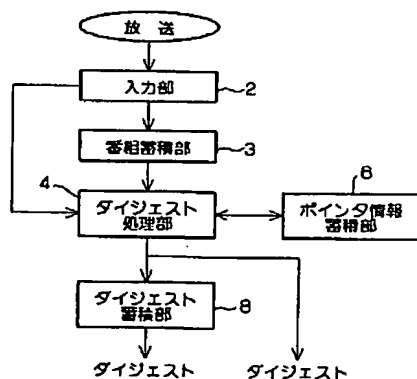 放送
入力部
2
番組蓄積部
3
4
ダイジェスト
処理部
ポインタ情報
蓄積部
6
ダイジェスト
蓄積部
8
ダイジェスト
ダイジェスト